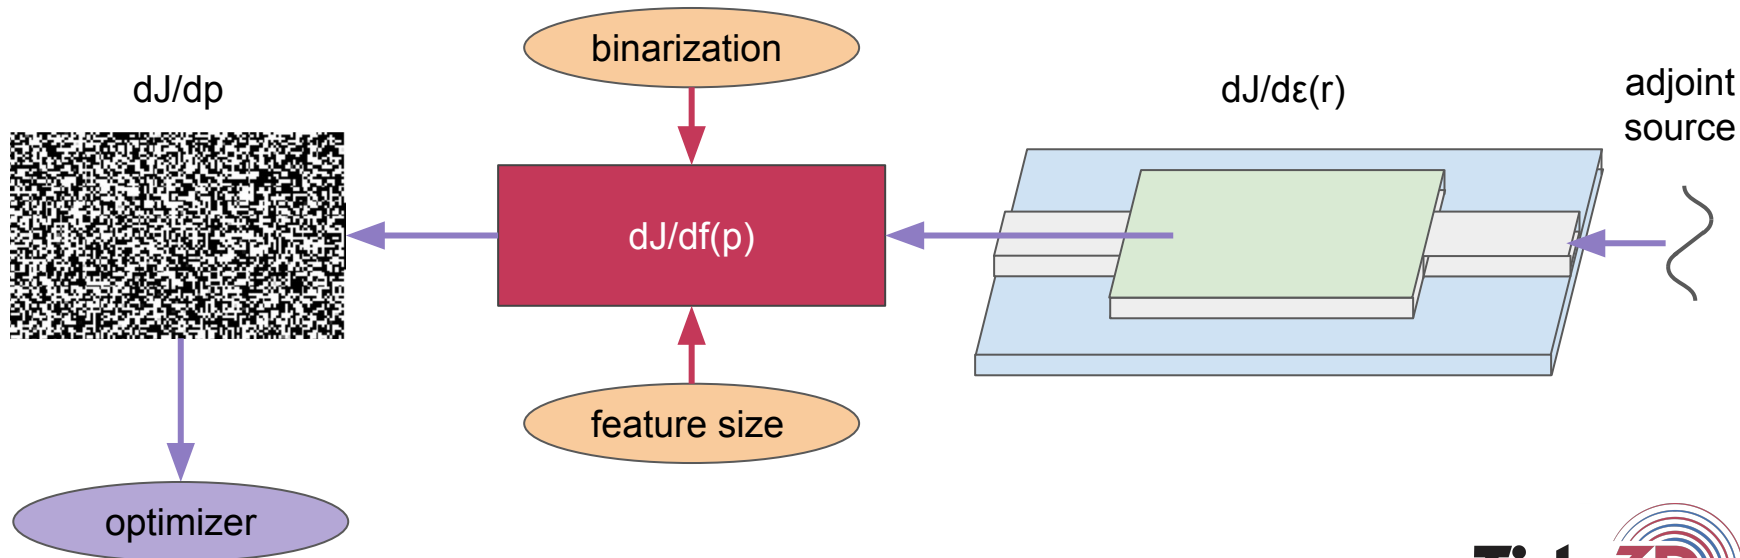 binarization
dJ/dp
dJ/dε(r)
adjoint
source
dJ/df(p)
feature size
optimizer